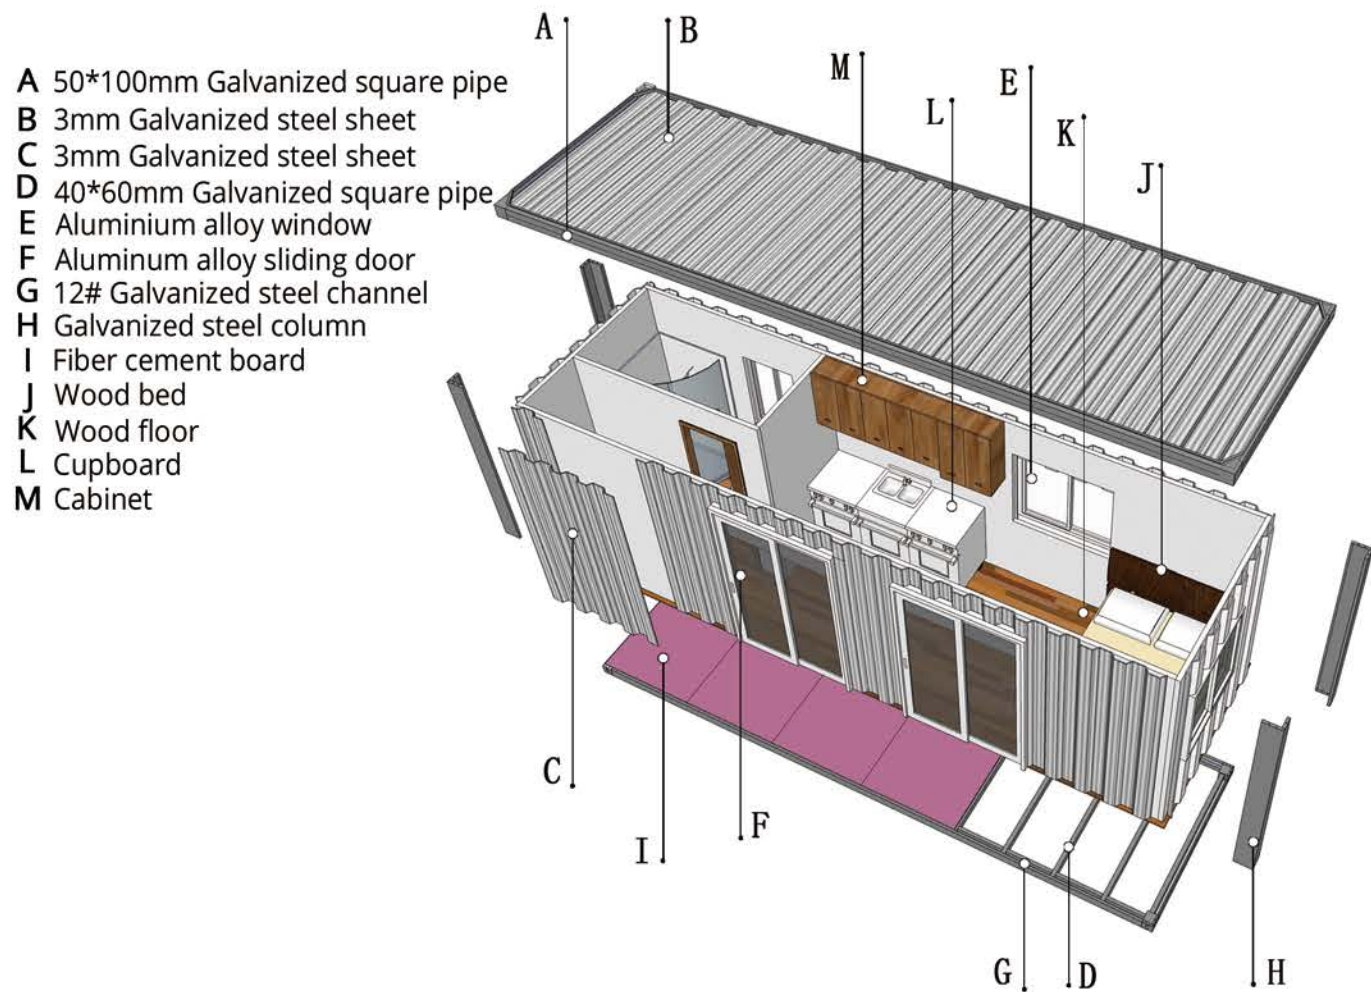 A 50*100mm Galvanized square pipe
B 3mm Galvanized steel sheet
C 3mm Galvanized steel sheet
D 40*60mm Galvanized square pipe
E Aluminium alloy window
F Aluminum alloy sliding door
G 12# Galvanized steel channel
H Galvanized steel column
I Fiber cement board
J Wood bed
K Wood floor
L Cupboard
M Cabinet
A
B
M
E
L
K
J
C
F
I
G
D
H